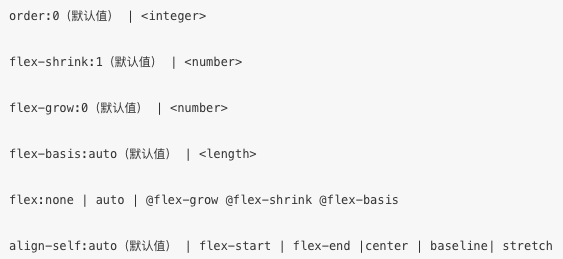 order:0（默认值） | <integer>
flex-shrink:1（默认值） | <number>
flex-grow:0（默认值） | <number>
flex-basis:auto（默认值） | <length>
flex:none | auto | @flex-grow @flex-shrink @flex-basis
align-self:auto（默认值） | flex-start | flex-end |center | baseline| stretch